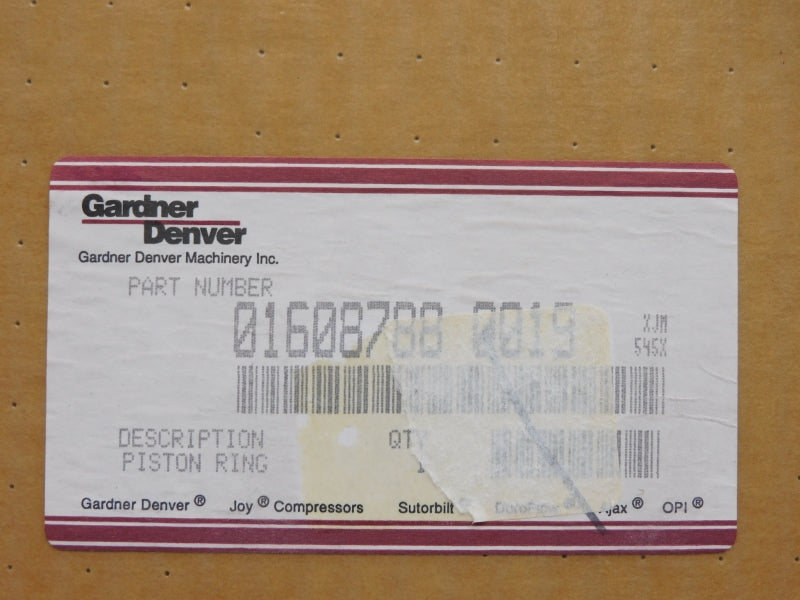 Gardner
Denver
Gardner Denver Machinery Inc.
PART NUMBER
01608788 0019
XJM
545X
DESCRIPTION QTY
PISTON RING 1
Gardner Denver® Joy® Compressors Sutorbilt® DuroFlow® Ajax® OPI®